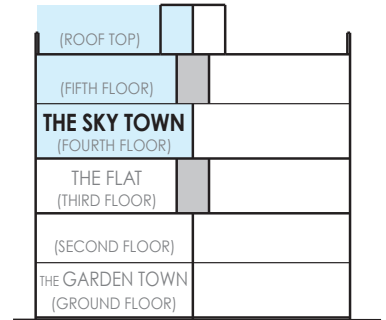 (ROOF TOP)
(FIFTH FLOOR)
THE SKY TOWN
(FOURTH FLOOR)
THE FLAT
(THIRD FLOOR)
(SECOND FLOOR)
THE GARDEN TOWN
(GROUND FLOOR)